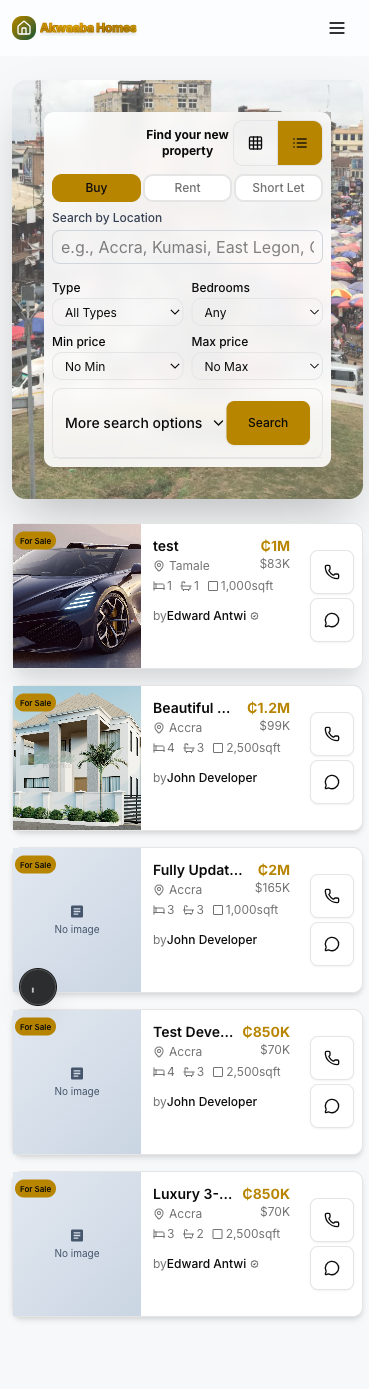 Akwaaba Homes
Find your new
property
Buy
Rent
Short Let
Search by Location
e.g., Accra, Kumasi, East Legon, C
Type
Bedrooms
All Types
Any
Min price
Max price
No Min
No Max
More search options
Search
For Sale
test
₵1M
Tamale
$83K
1 1 1,000sqft
byEdward Antwi
For Sale
Beautiful ...
₵1.2M
Accra
$99K
4 3 2,500sqft
byJohn Developer
For Sale
No image
Fully Updat...
₵2M
Accra
$165K
3 3 1,000sqft
byJohn Developer
For Sale
No image
Test Deve...
₵850K
Accra
$70K
4 3 2,500sqft
byJohn Developer
For Sale
No image
Luxury 3-...
₵850K
Accra
$70K
3 2 2,500sqft
byEdward Antwi